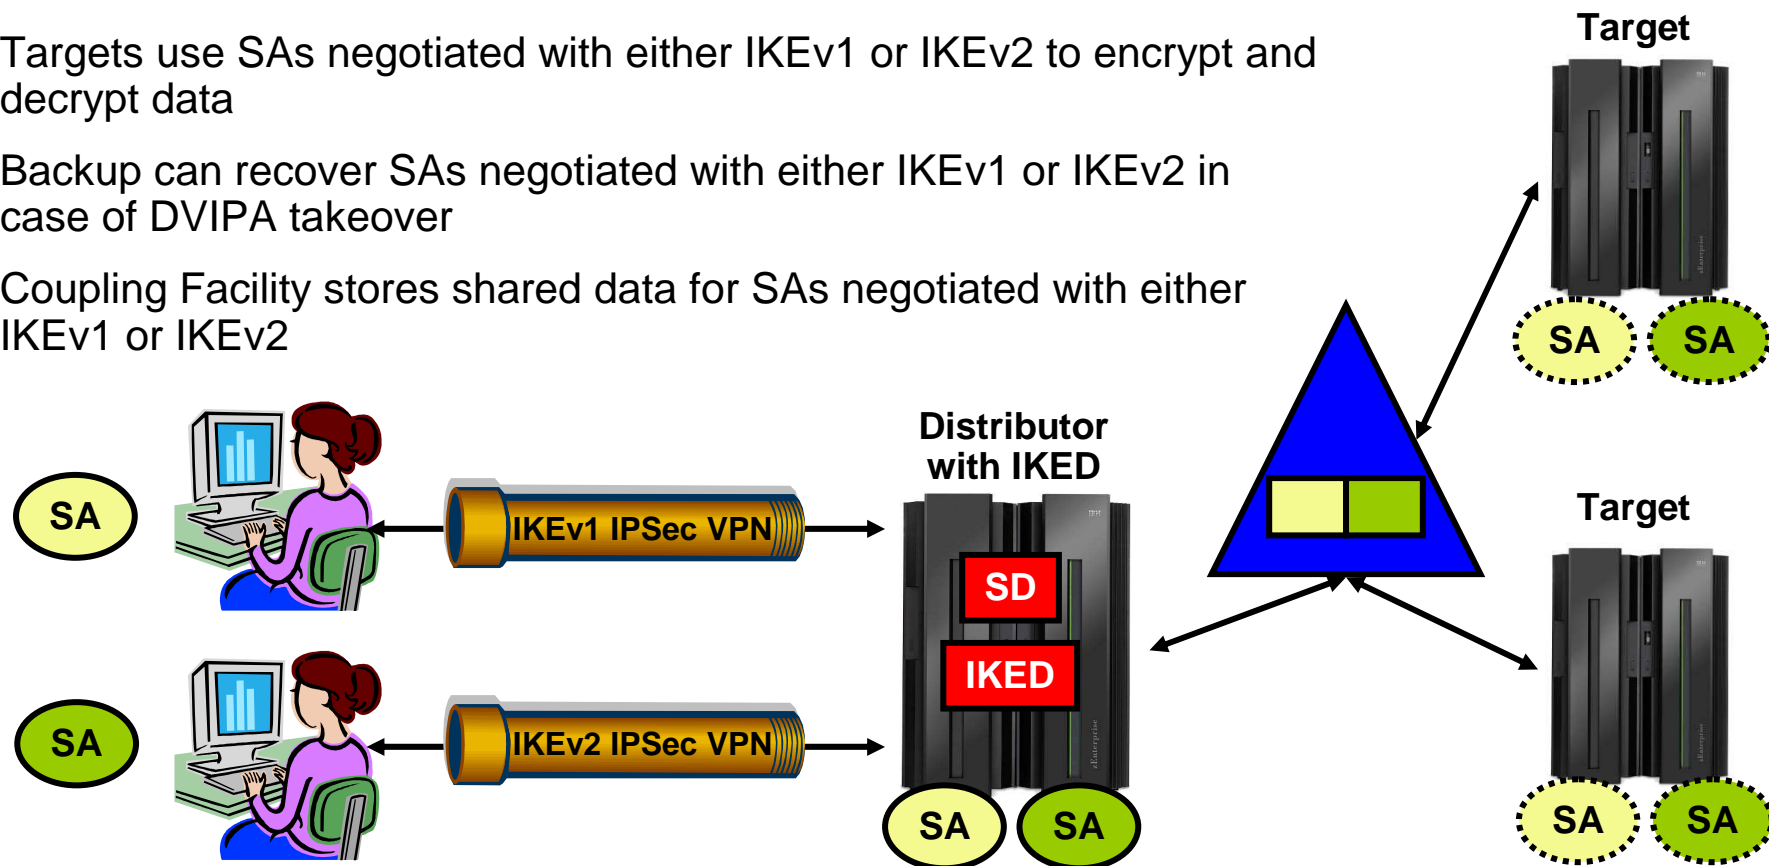 Targets use SAs negotiated with either IKEv1 or IKEv2 to encrypt and
decrypt data
Backup can recover SAs negotiated with either IKEv1 or IKEv2 in
case of DVIPA takeover
Coupling Facility stores shared data for SAs negotiated with either
IKEv1 or IKEv2
Target
SA
SA
Distributor
with IKED
SA
IKEv1 IPSec VPN
SD
IKED
Target
SA
IKEv2 IPSec VPN
zEnterprise
SA
SA
SA
SA